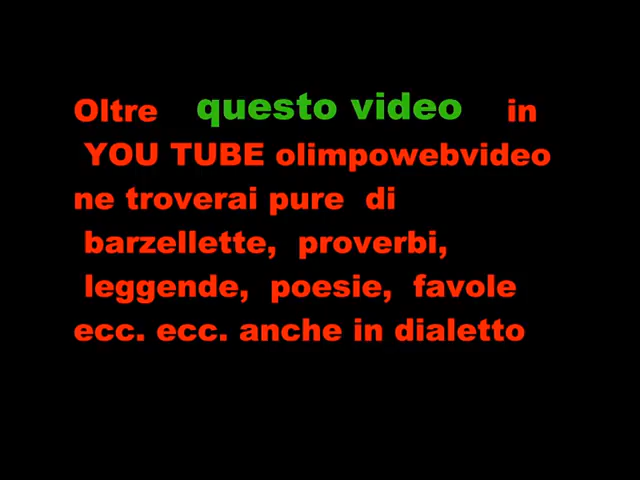 Oltre questo video in
YOU TUBE olimpowebvideo
ne troverai pure di
barzellette, proverbi,
leggende, poesie, favole
ecc. ecc. anche in dialetto